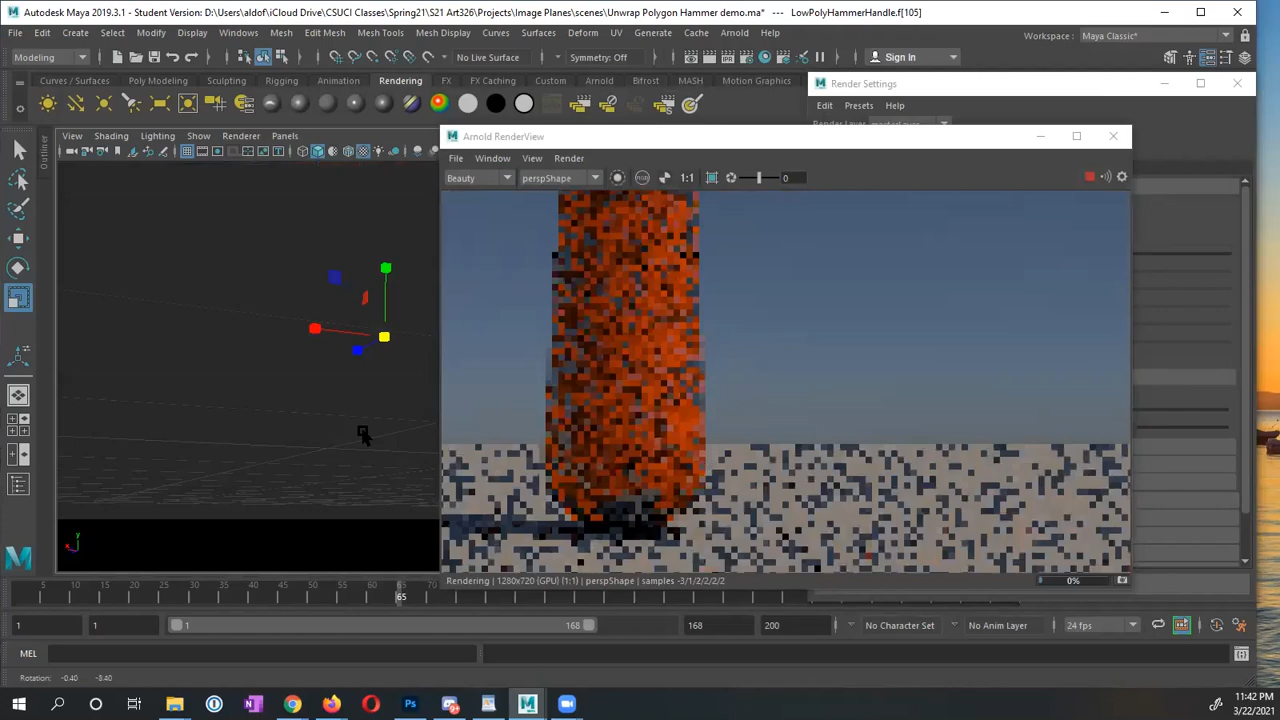 Autodesk Maya 2019.3.1 - Student Version: D:\Users\aldof\iCloud Drive\CSUCI Classes\Spring21\S21 Art326\Projects\Image Planes\scenes\Unwrap Polygon Hammer demo.ma* --- LowPolyHammerHandle.f[105]
File Edit Create Select Modify Display Windows Mesh Edit Mesh Mesh Tools Mesh Display Curves Surfaces Deform UV Generate Cache Arnold Help
Workspace : Maya Classic*
Modeling No Live Surface Symmetry: Off Sign In
Curves / Surfaces Poly Modeling Sculpting Rigging Animation Rendering FX FX Caching Custom Arnold Bifrost MASH Motion Graphics
Render Settings
Edit Presets Help
Render Layer masterLayer
View Shading Lighting Show Renderer Panels
Outliner
Arnold RenderView
File Window View Render
Beauty perspShape 1:1 0
y
x
Rendering | 1280x720 (GPU) (1:1) | perspShape | samples -3/1/2/2/2/2
0%
5 10 15 20 25 30 35 40 45 50 55 60 65 70
1 1 1 168 168 200 No Character Set No Anim Layer 24 fps
MEL
Rotation: -0.40 -3.40
11:42 PM
3/22/2021